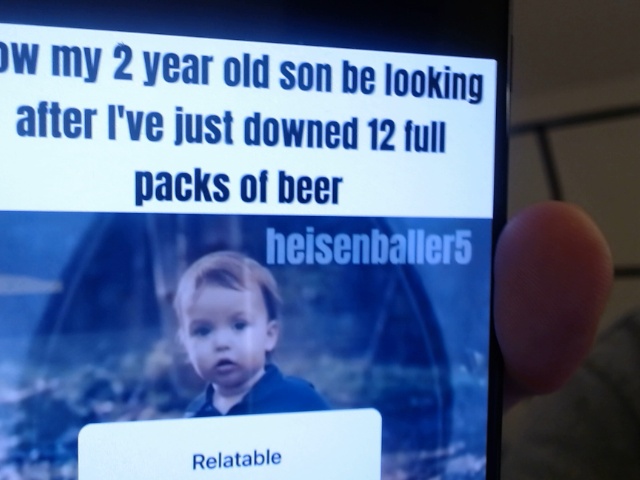 ow my 2 year old son be looking
after I've just downed 12 full
packs of beer
heisenballer5
Relatable